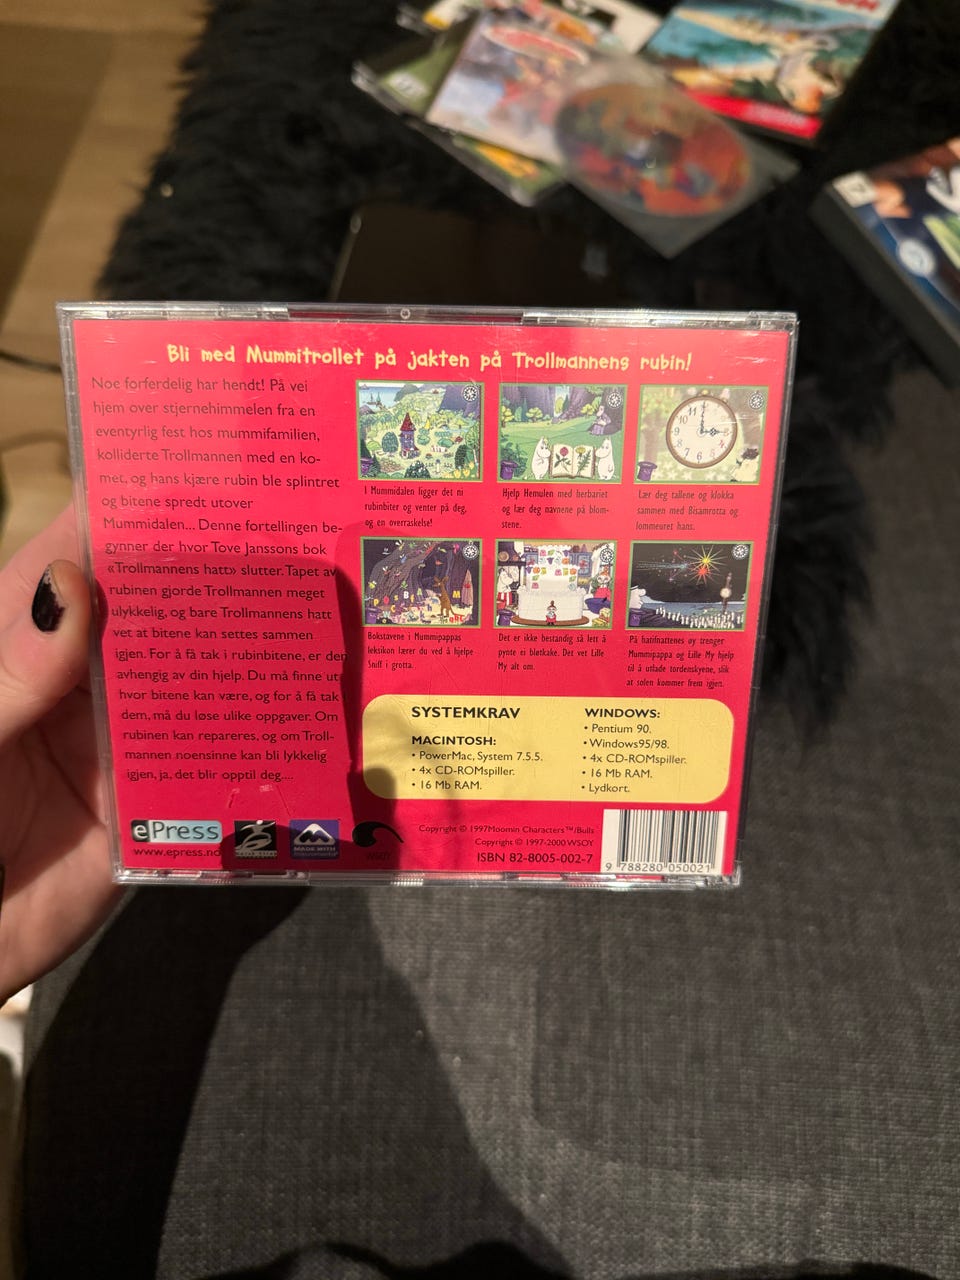 Bli med Mummitrollet på jakten på Trollmannens rubin!
Noe forferdelig har hendt! På vei
hjem over stjernehimmelen fra en
eventyrlig fest hos mummifamilien,
kolliderte Trollmannen med en ko-
met, og hans kjære rubin ble splintret
og bitene spredt utover
Mummidalen... Denne fortellingen be-
gynner der hvor Tove Janssons bok
«Trollmannens hatt» slutter. Tapet av
rubinen gjorde Trollmannen meget
ulykkelig, og bare Trollmannens hatt
vet at bitene kan settes sammen
igjen. For å få tak i rubinbitene, er den
avhengig av din hjelp. Du må finne ut
hvor bitene kan være, og for å få tak
dem, må du løse ulike oppgaver. Om
rubinen kan repareres, og om Troll-
mannen noensinne kan bli lykkelig
igjen, ja, det blir opptil deg....
I Mummidalen ligger det ni
rubinbiter og venter på deg,
og en overraskelse!
Hjelp Hemulen med herbariet
og lær deg navnene på blom-
stene.
Lær deg tallene og klokka
sammen med Bisamrotta og
lommeuret hans.
Bokstavene i Mummipappas
leksikon lærer du ved å hjelpe
Sniff i grotta.
Det er ikke bestandig så lett å
pynte ei bløtkake. Det vet Lille
My alt om.
På hatifnattenes øy trenger
Mummipappa og Lille My hjelp
til å utlade tordenskyene, slik
at solen kommer frem igjen.
SYSTEMKRAV
MACINTOSH:
• PowerMac, System 7.5.5.
• 4x CD-ROMspiller.
• 16 Mb RAM.
WINDOWS:
• Pentium 90.
• Windows95/98.
• 4x CD-ROMspiller.
• 16 Mb RAM.
• Lydkort.
ePress
www.epress.no
MADE WITH
WSOY
Copyright © 1997Moomin Characters™/Bulls
Copyright © 1997-2000 WSOY
ISBN 82-8005-002-7
9 788280 050021